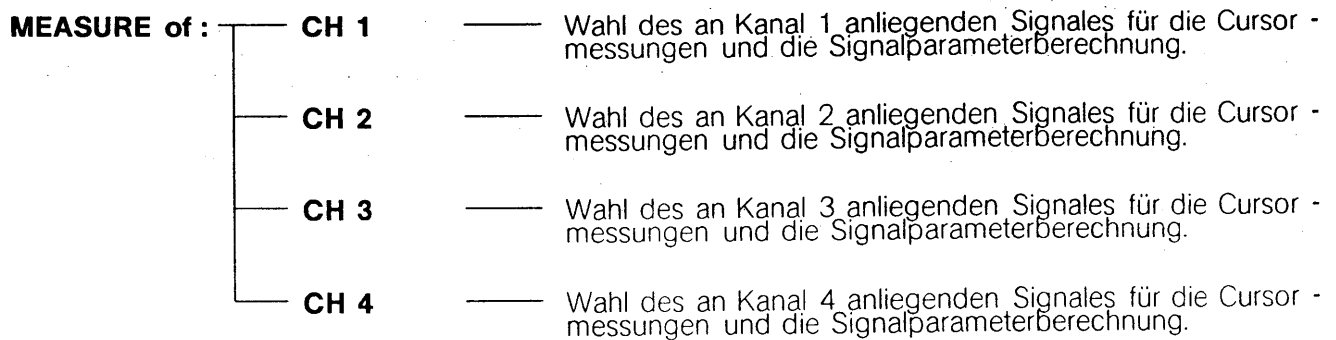 MEASURE of : CH 1 Wahl des an Kanal 1 anliegenden Signales für die Cursor -
messungen und die Signalparameterberechnung.
CH 2 Wahl des an Kanal 2 anliegenden Signales für die Cursor -
messungen und die Signalparameterberechnung.
CH 3 Wahl des an Kanal 3 anliegenden Signales für die Cursor -
messungen und die Signalparameterberechnung.
CH 4 Wahl des an Kanal 4 anliegenden Signales für die Cursor -
messungen und die Signalparameterberechnung.